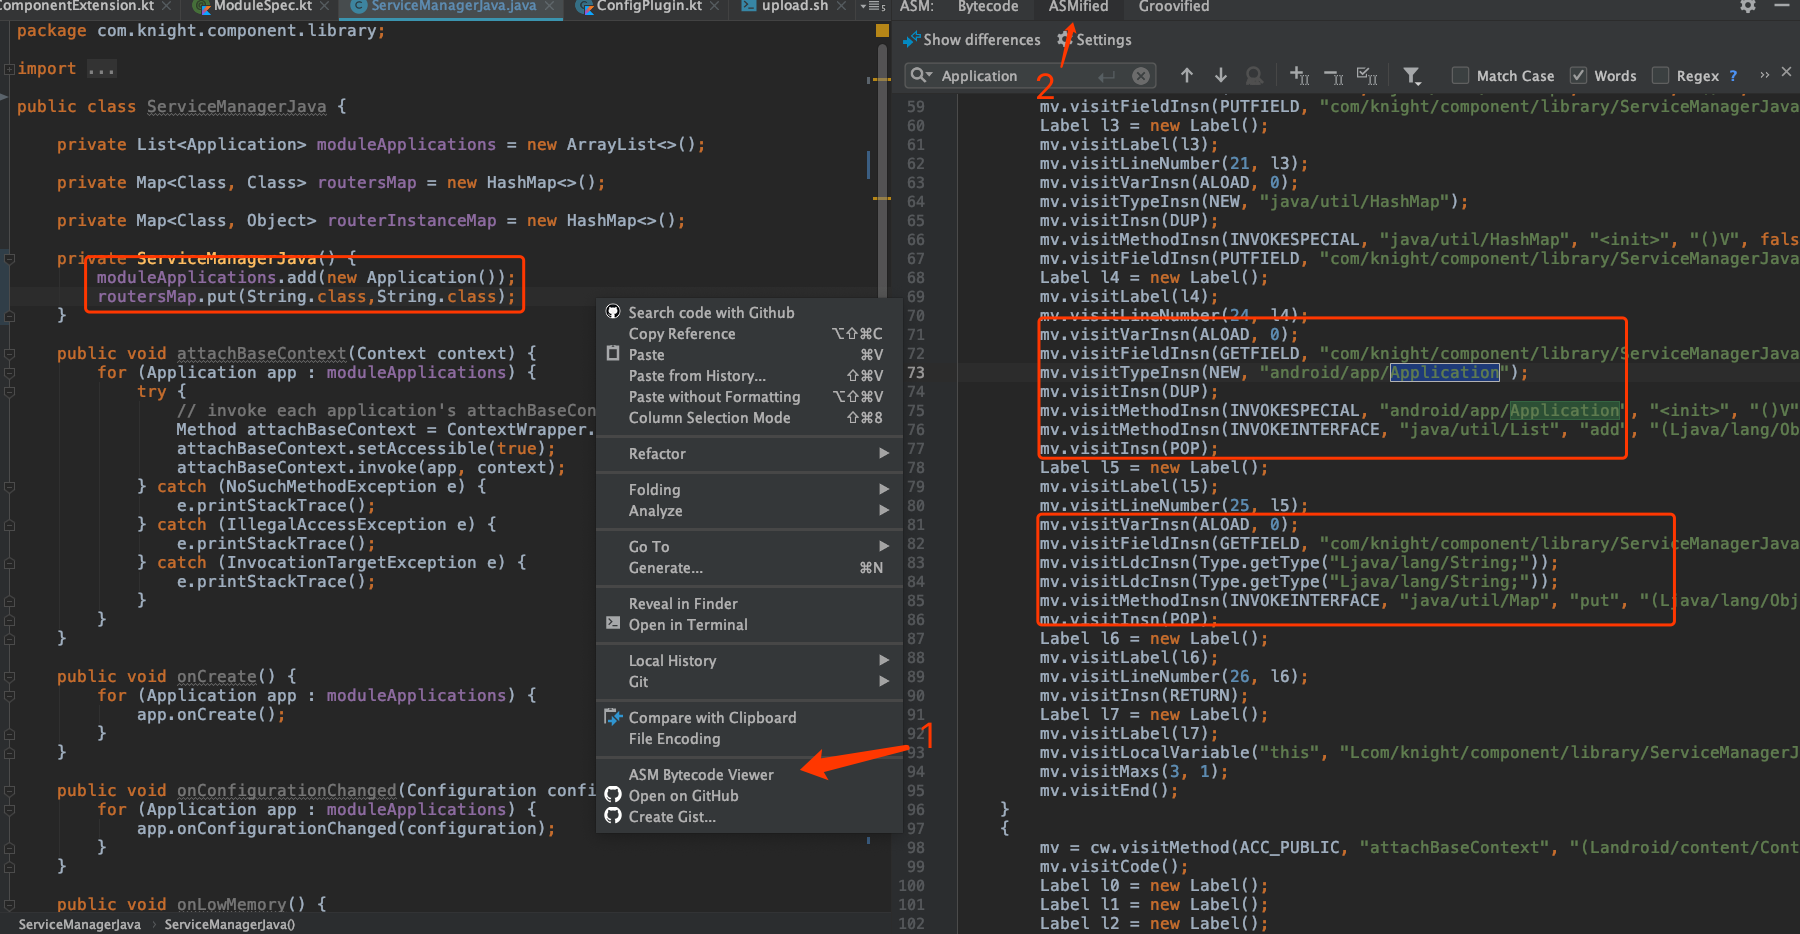 omponentExtension.kt
ModuleSpec.kt
ServiceManagerJava.java
ConfigPlugin.kt
upload.sh
ASM:
Bytecode
ASMified
Groovified
package com.knight.component.library;
import ...
public class ServiceManagerJava {
private List<Application> moduleApplications = new ArrayList<>();
private Map<Class, Class> routersMap = new HashMap<>();
private Map<Class, Object> routerInstanceMap = new HashMap<>();
private ServiceManagerJava() {
moduleApplications.add(new Application());
routersMap.put(String.class,String.class);
}
public void attachBaseContext(Context context) {
for (Application app : moduleApplications) {
try {
// invoke each application's attachBaseCon
Method attachBaseContext = ContextWrapper.
attachBaseContext.setAccessible(true);
attachBaseContext.invoke(app, context);
} catch (NoSuchMethodException e) {
e.printStackTrace();
} catch (IllegalAccessException e) {
e.printStackTrace();
} catch (InvocationTargetException e) {
e.printStackTrace();
}
}
}
public void onCreate() {
for (Application app : moduleApplications) {
app.onCreate();
}
}
public void onConfigurationChanged(Configuration confi
for (Application app : moduleApplications) {
app.onConfigurationChanged(configuration);
}
}
public void onLowMemory() {
ServiceManagerJava
ServiceManagerJava()
Search code with Github
Copy Reference ⌥⇧⌘C
Paste ⌘V
Paste from History... ⇧⌘V
Paste without Formatting ⌥⇧⌘V
Column Selection Mode ⇧⌘8
Refactor
Folding
Analyze
Go To
Generate... ⌘N
Reveal in Finder
Open in Terminal
Local History
Git
Compare with Clipboard
File Encoding
ASM Bytecode Viewer
Open on GitHub
Create Gist...
1
2
Show differences
Settings
Application
Match Case
Words
Regex
?
59 mv.visitFieldInsn(PUTFIELD, "com/knight/component/library/ServiceManagerJava
60 Label l3 = new Label();
61 mv.visitLabel(l3);
62 mv.visitLineNumber(21, l3);
63 mv.visitVarInsn(ALOAD, 0);
64 mv.visitTypeInsn(NEW, "java/util/HashMap");
65 mv.visitInsn(DUP);
66 mv.visitMethodInsn(INVOKESPECIAL, "java/util/HashMap", "<init>", "()V", fals
67 mv.visitFieldInsn(PUTFIELD, "com/knight/component/library/ServiceManagerJava
68 Label l4 = new Label();
69 mv.visitLabel(l4);
70 mv.visitLineNumber(24, l4);
71 mv.visitVarInsn(ALOAD, 0);
72 mv.visitFieldInsn(GETFIELD, "com/knight/component/library/ServiceManagerJava
73 mv.visitTypeInsn(NEW, "android/app/Application");
74 mv.visitInsn(DUP);
75 mv.visitMethodInsn(INVOKESPECIAL, "android/app/Application", "<init>", "()V"
76 mv.visitMethodInsn(INVOKEINTERFACE, "java/util/List", "add", "(Ljava/lang/Ob
77 mv.visitInsn(POP);
78 Label l5 = new Label();
79 mv.visitLabel(l5);
80 mv.visitLineNumber(25, l5);
81 mv.visitVarInsn(ALOAD, 0);
82 mv.visitFieldInsn(GETFIELD, "com/knight/component/library/ServiceManagerJava
83 mv.visitLdcInsn(Type.getType("Ljava/lang/String;"));
84 mv.visitLdcInsn(Type.getType("Ljava/lang/String;"));
85 mv.visitMethodInsn(INVOKEINTERFACE, "java/util/Map", "put", "(Ljava/lang/Obj
86 mv.visitInsn(POP);
87 Label l6 = new Label();
88 mv.visitLabel(l6);
89 mv.visitLineNumber(26, l6);
90 mv.visitInsn(RETURN);
91 Label l7 = new Label();
92 mv.visitLabel(l7);
93 mv.visitLocalVariable("this", "Lcom/knight/component/library/ServiceManagerJ
94 mv.visitMaxs(3, 1);
95 mv.visitEnd();
96 }
97 {
98 mv = cw.visitMethod(ACC_PUBLIC, "attachBaseContext", "(Landroid/content/Cont
99 mv.visitCode();
100 Label l0 = new Label();
101 Label l1 = new Label();
102 Label l2 = new Label();